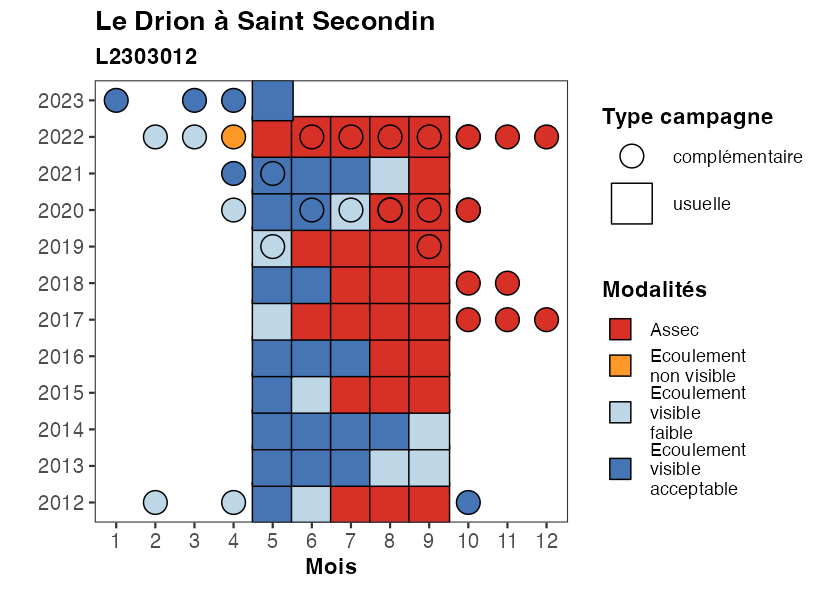 Le Drion à Saint Secondin
L2303012
2023
2022
2021
2020
2019
2018
2017
2016
2015
2014
2013
2012
1 2 3 4 5 6 7 8 9 10 11 12
Mois
Type campagne
complémentaire
usuelle
Modalités
Assec
Ecoulement
non visible
Ecoulement
visible
faible
Ecoulement
visible
acceptable